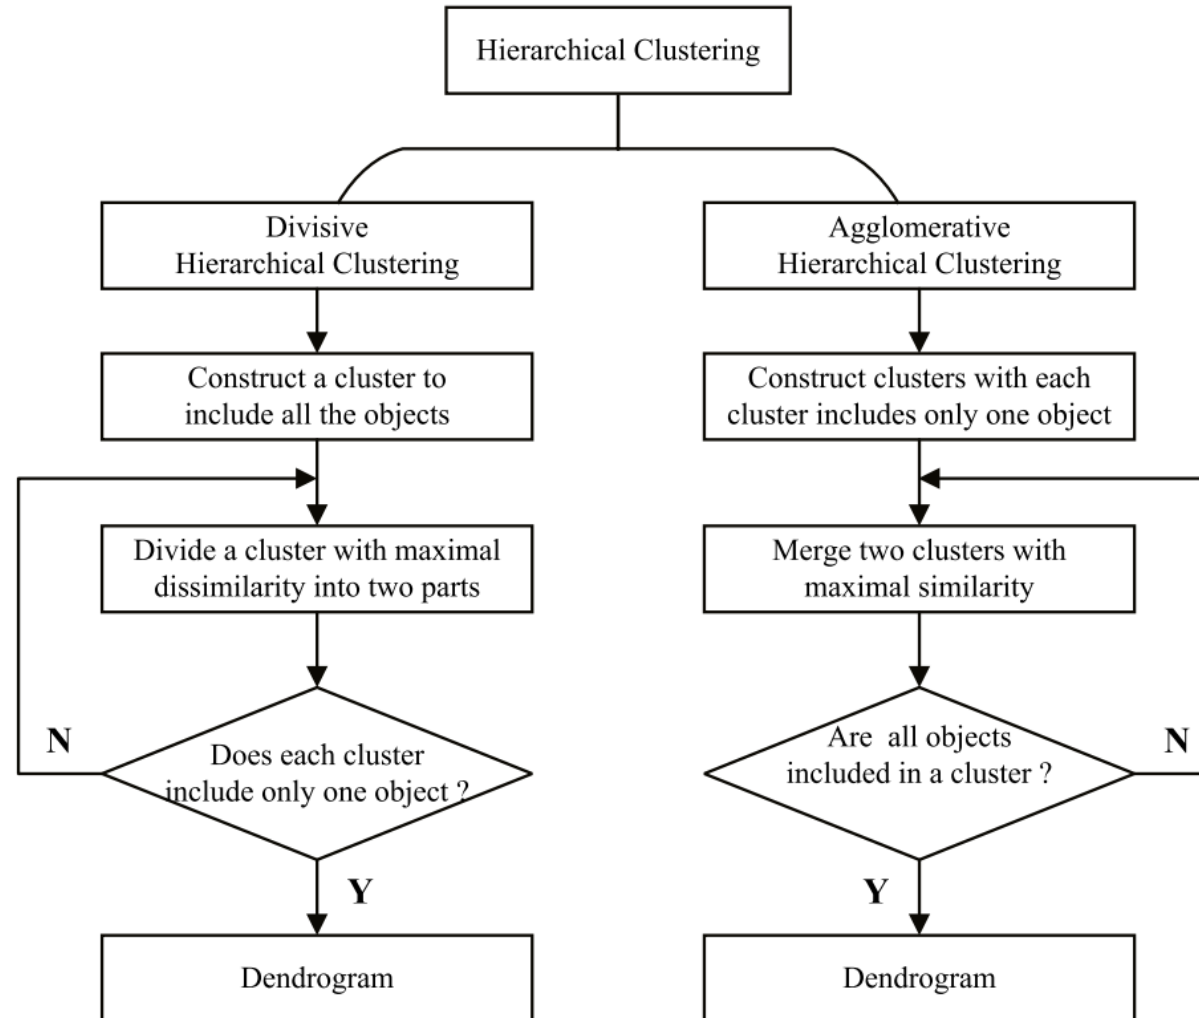 Hierarchical Clustering
Divisive
Hierarchical Clustering
Construct a cluster to
include all the objects
Divide a cluster with maximal
dissimilarity into two parts
N
Does each cluster
include only one object ?
Y
Dendrogram
Agglomerative
Hierarchical Clustering
Construct clusters with each
cluster includes only one object
Merge two clusters with
maximal similarity
Are all objects
included in a cluster ?
N
Y
Dendrogram